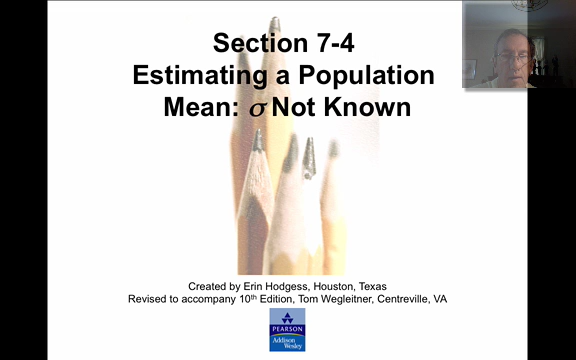 Section 7-4
Estimating a Population
Mean: σ Not Known
Created by Erin Hodgess, Houston, Texas
Revised to accompany 10th Edition, Tom Wegleitner, Centreville, VA
PEARSON
Addison
Wesley